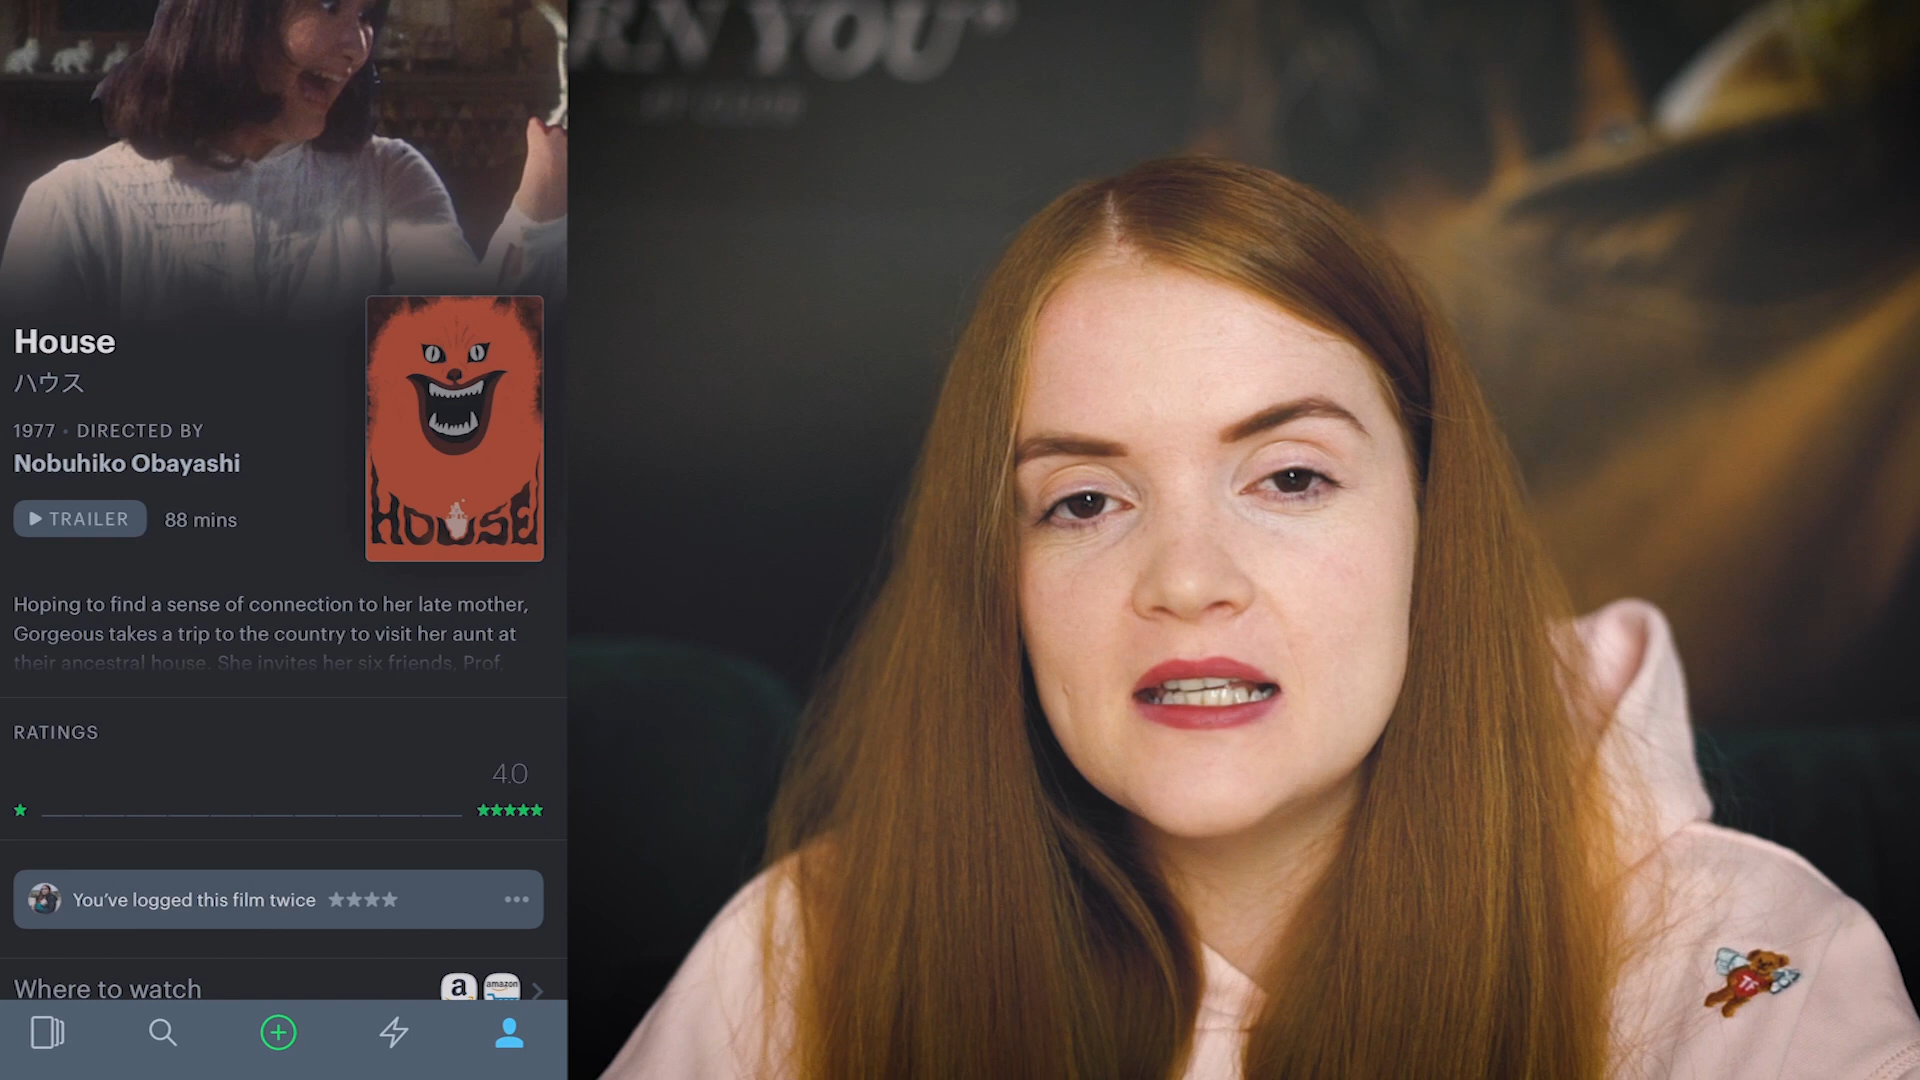 RN YOU"
House
ハウス
1977 • DIRECTED BY
Nobuhiko Obayashi
TRAILER
88 mins
HOUSE
Hoping to find a sense of connection to her late mother,
Gorgeous takes a trip to the country to visit her aunt at
their ancestral house. She invites her six friends, Prof,
RATINGS
4.0
You've logged this film twice
Where to watch
a
amazon